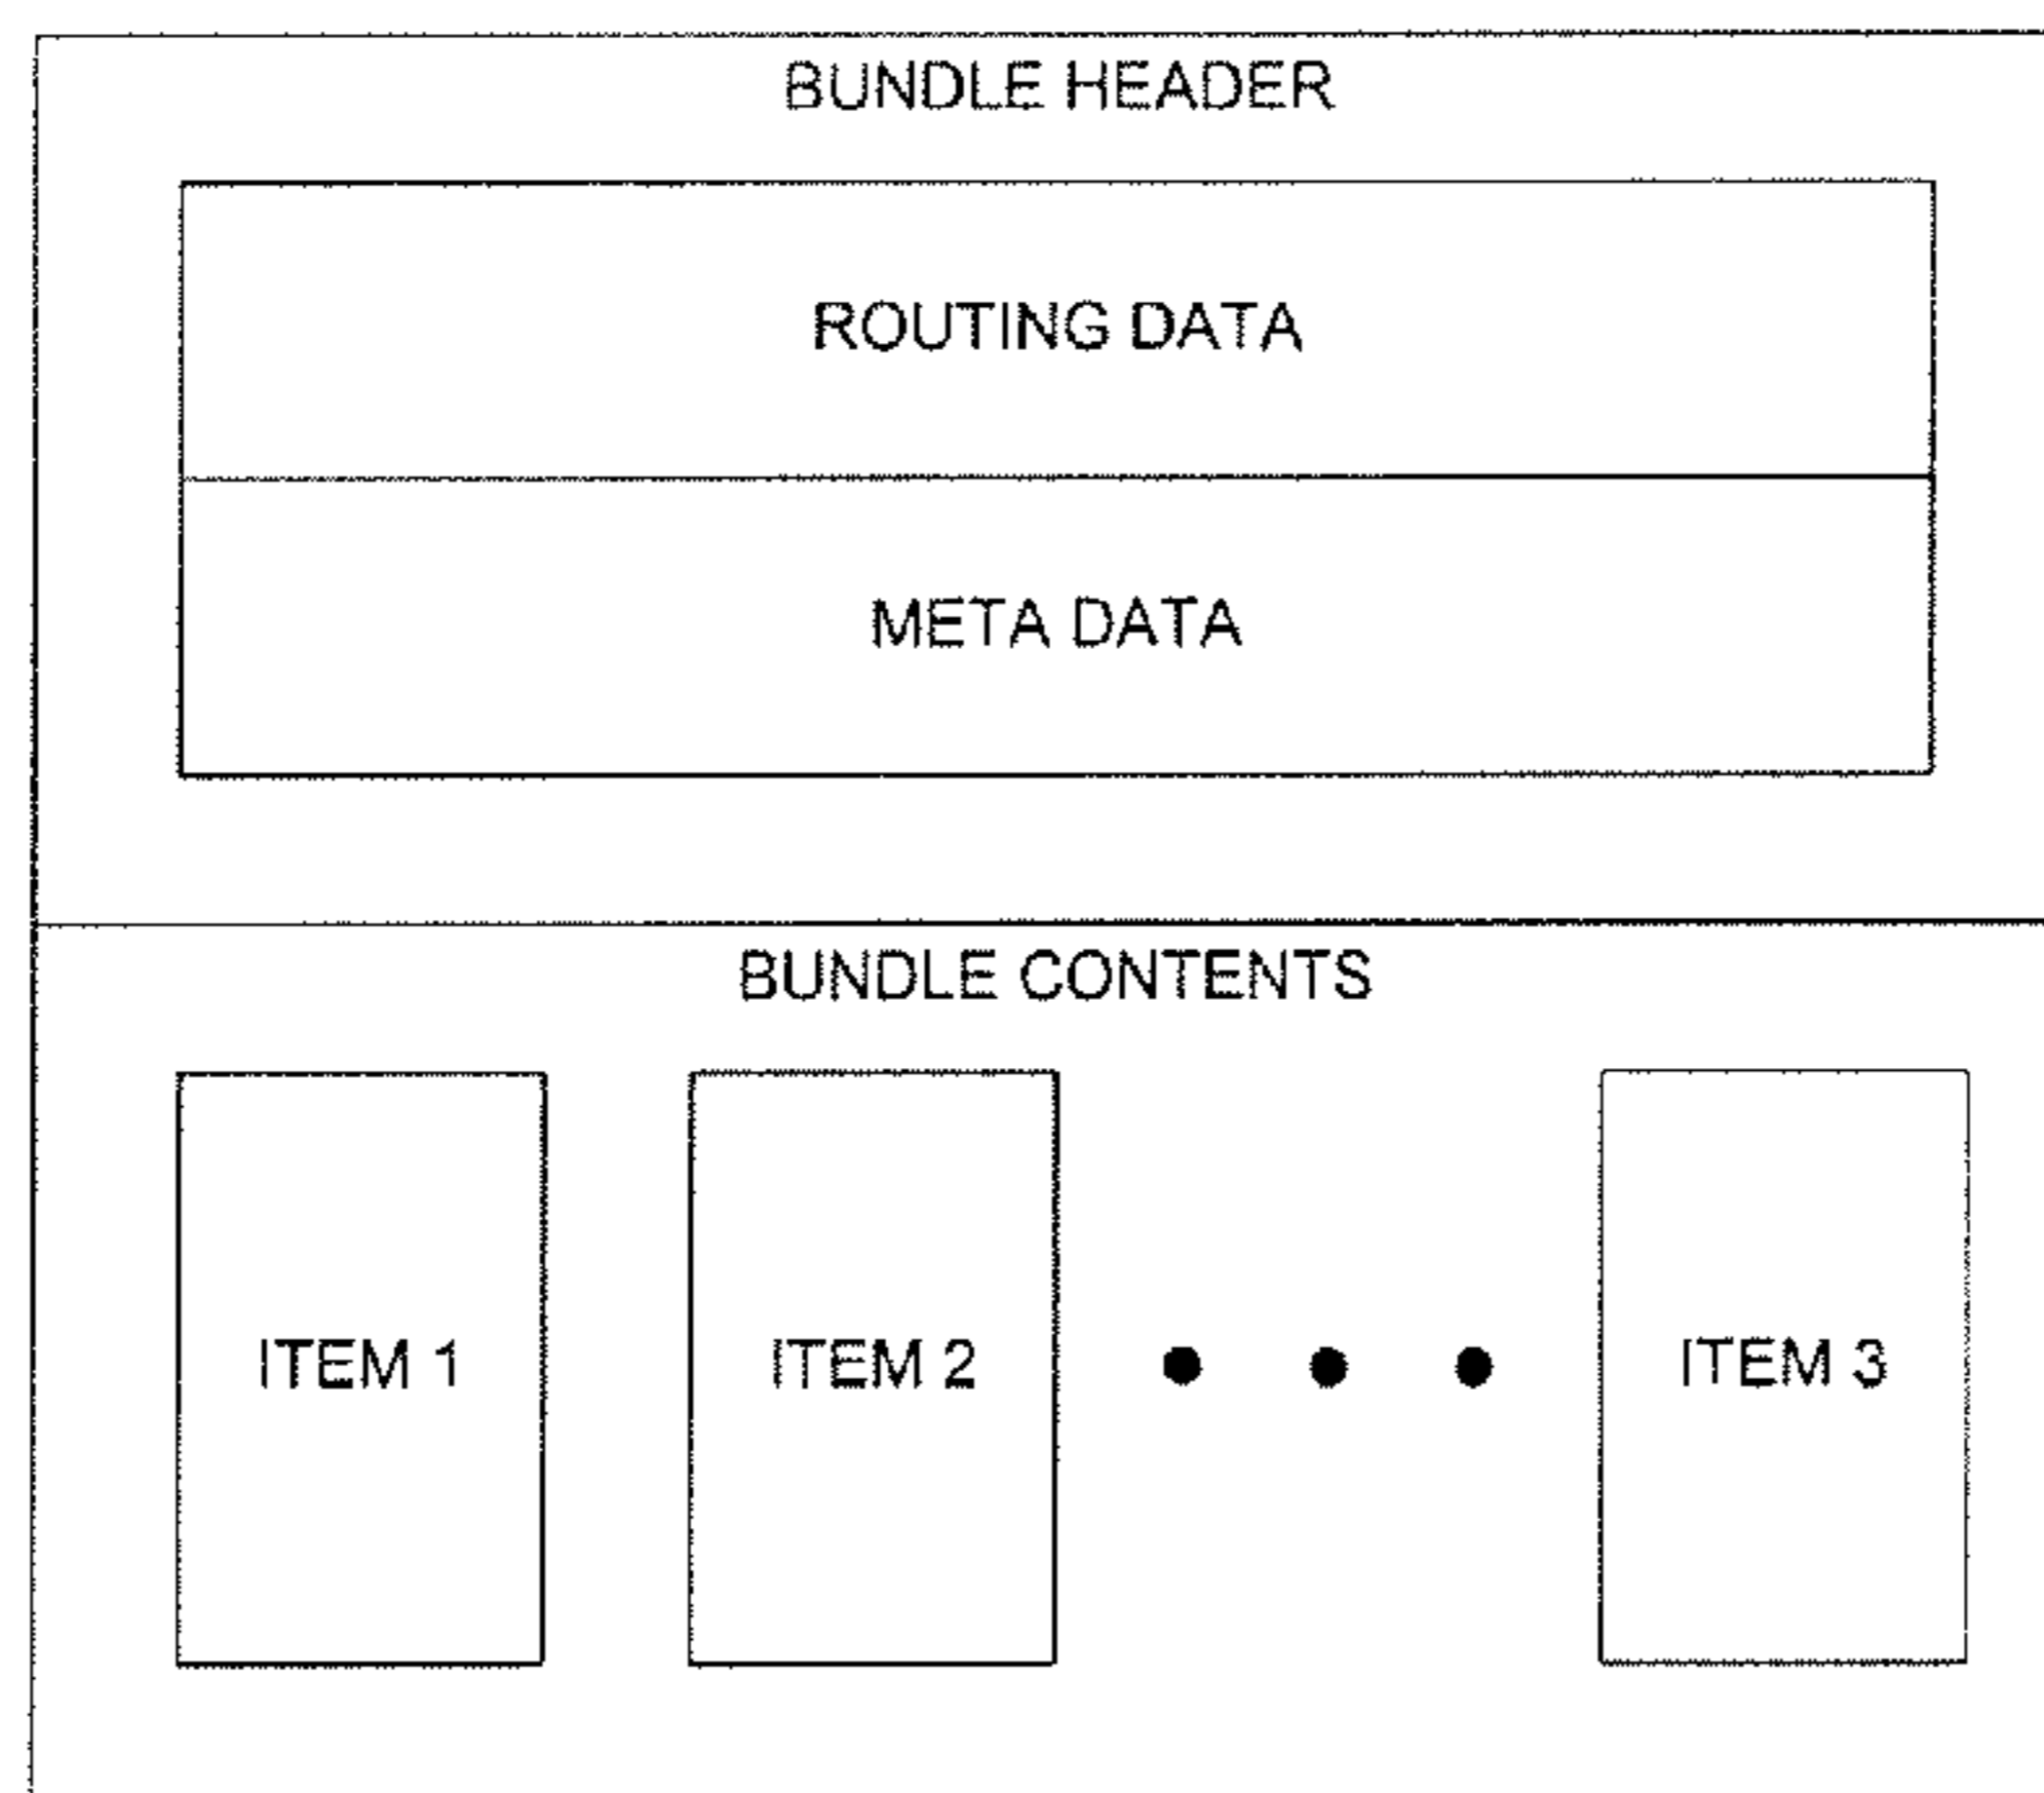 BUNDLE HEADER
ROUTING DATA
META DATA
BUNDLE CONTENTS
ITEM 1 ITEM 2 ● ● ● ITEM 3